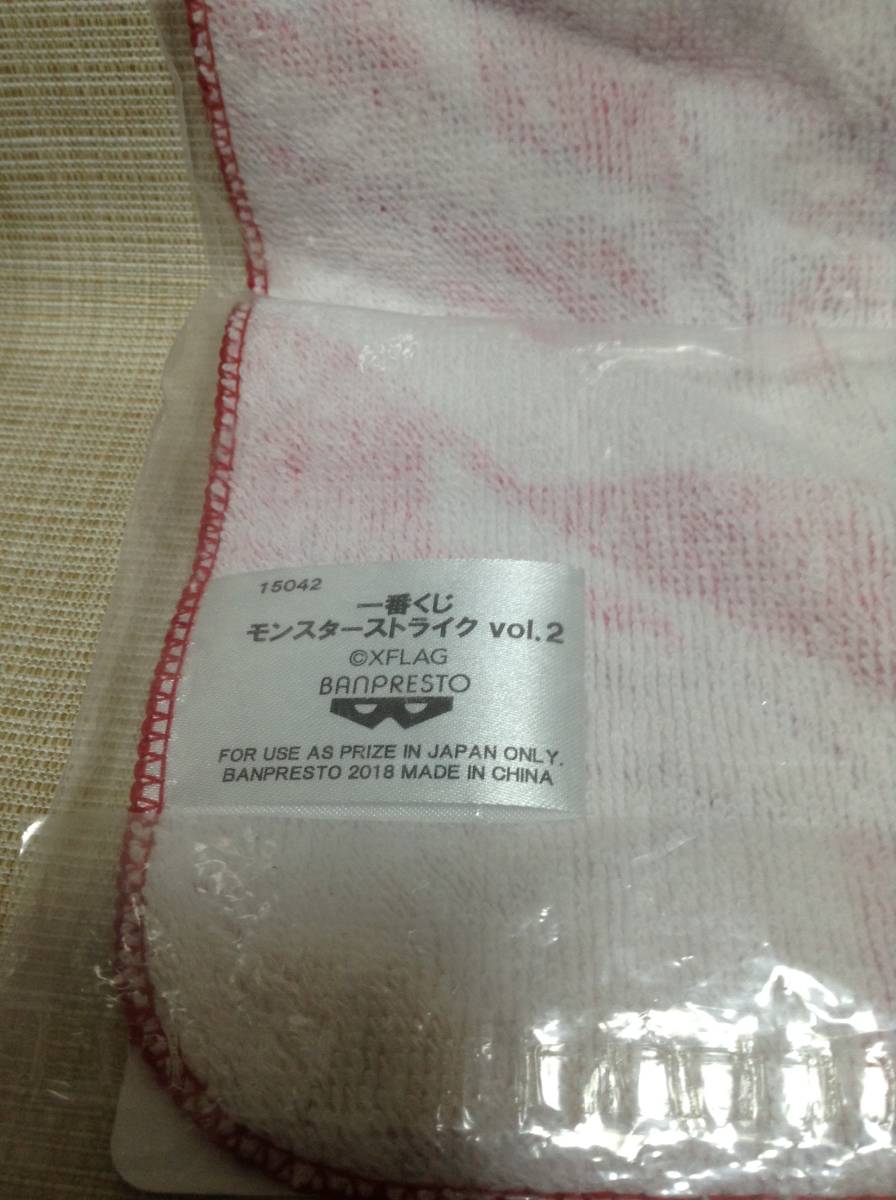 15042
一番くじ
モンスターストライク vol.2
©XFLAG
BANPRESTO
FOR USE AS PRIZE IN JAPAN ONLY.
BANPRESTO 2018 MADE IN CHINA